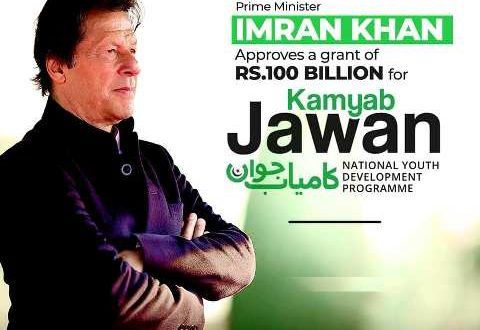 Prime Minister
IMRAN KHAN
Approves a grant of
RS.100 BILLION for
Kamyab
Jawan
کامیاب جوان
NATIONAL YOUTH
DEVELOPMENT
PROGRAMME